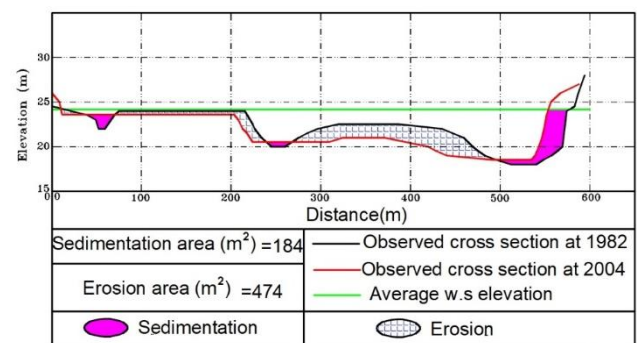 Elevation (m)
30
25
20
15
0.0 100 200 300 400 500 600
Distance(m)
Sedimentation area (m²) =184
Erosion area (m²) =474
Observed cross section at 1982
Observed cross section at 2004
Average w.s elevation
Sedimentation
Erosion